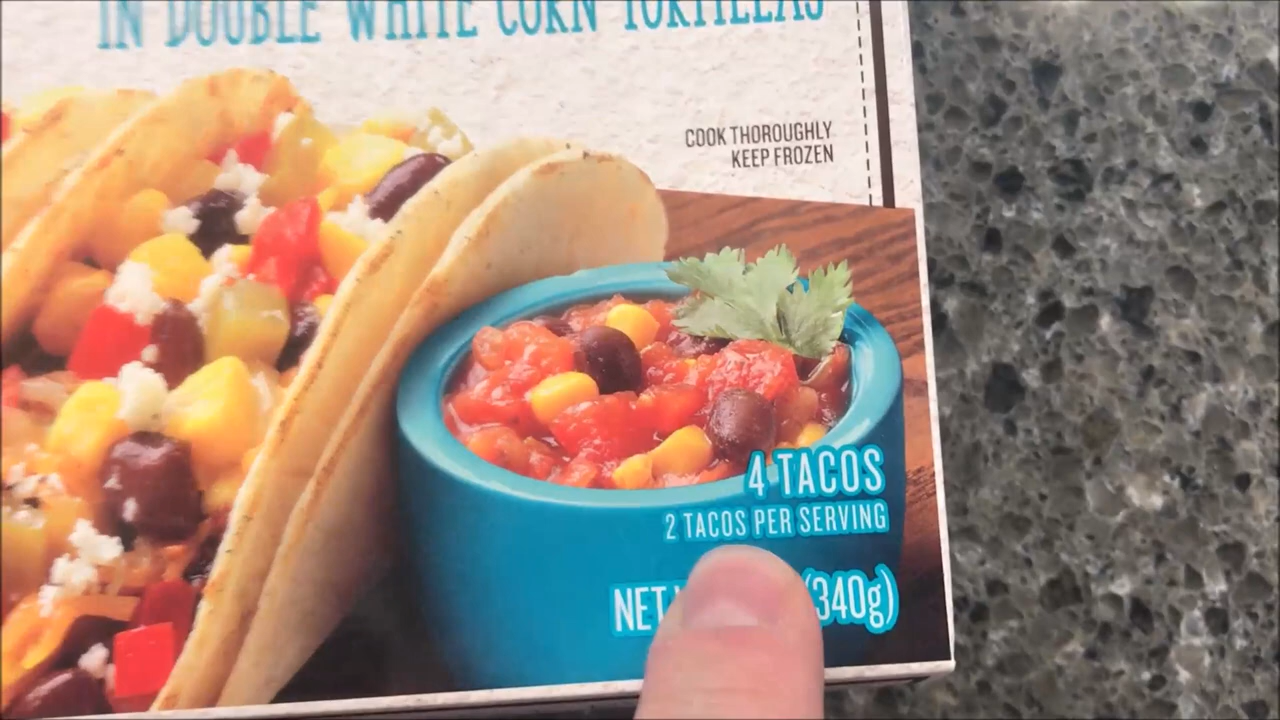 IN DOUBLE WHITE CORN TORTILLAS
COOK THOROUGHLY
KEEP FROZEN
4 TACOS
2 TACOS PER SERVING
NET (340g)